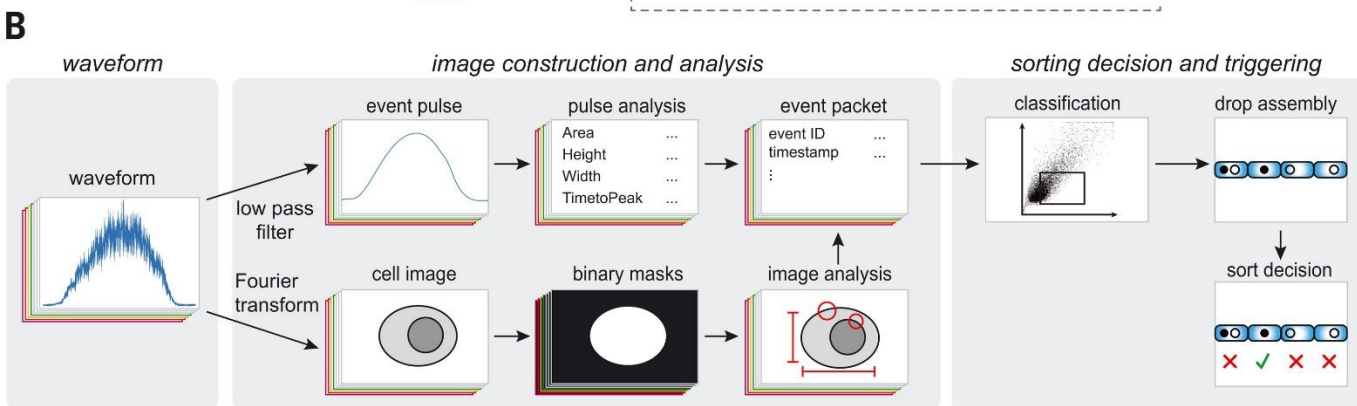 B
waveform
image construction and analysis
sorting decision and triggering
waveform
low pass
filter
Fourier
transform
event pulse
pulse analysis
Area ...
Height ...
Width ...
TimetoPeak ...
event packet
event ID ...
timestamp ...
⋮
cell image
binary masks
image analysis
classification
drop assembly
sort decision